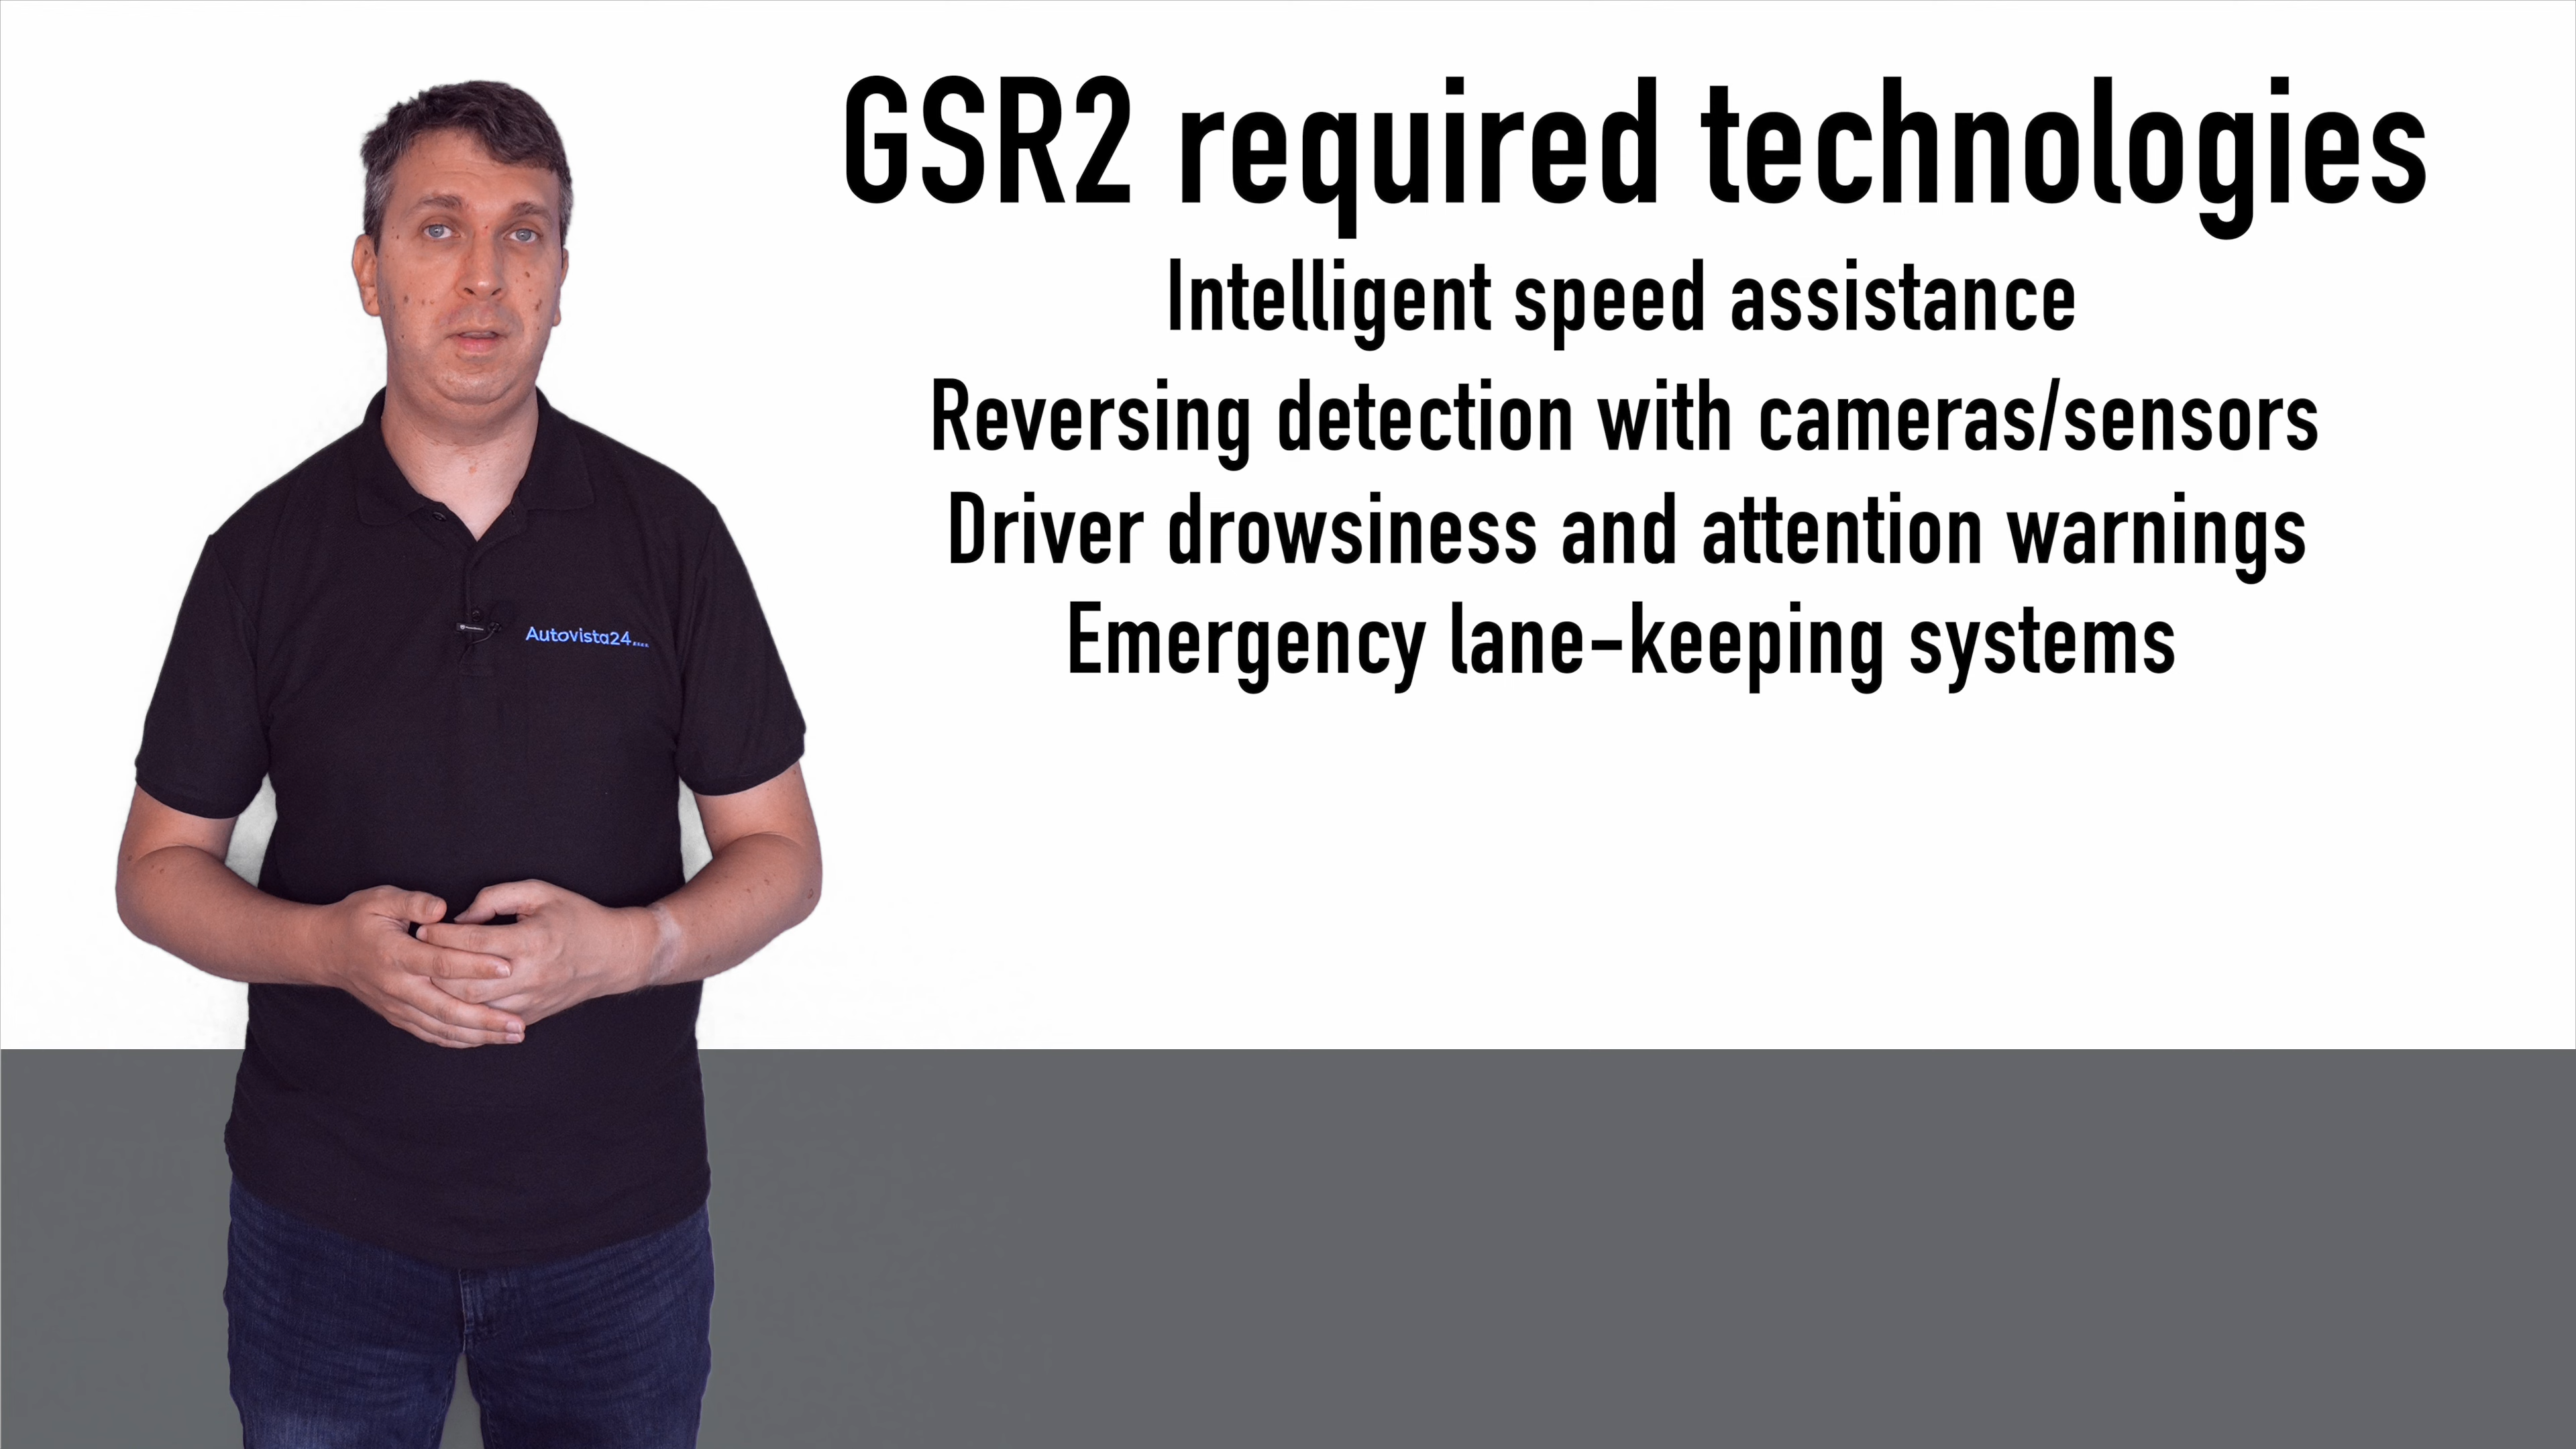 GSR2 required technologies
Intelligent speed assistance
Reversing detection with cameras/sensors
Driver drowsiness and attention warnings
Emergency lane-keeping systems
Autovista24